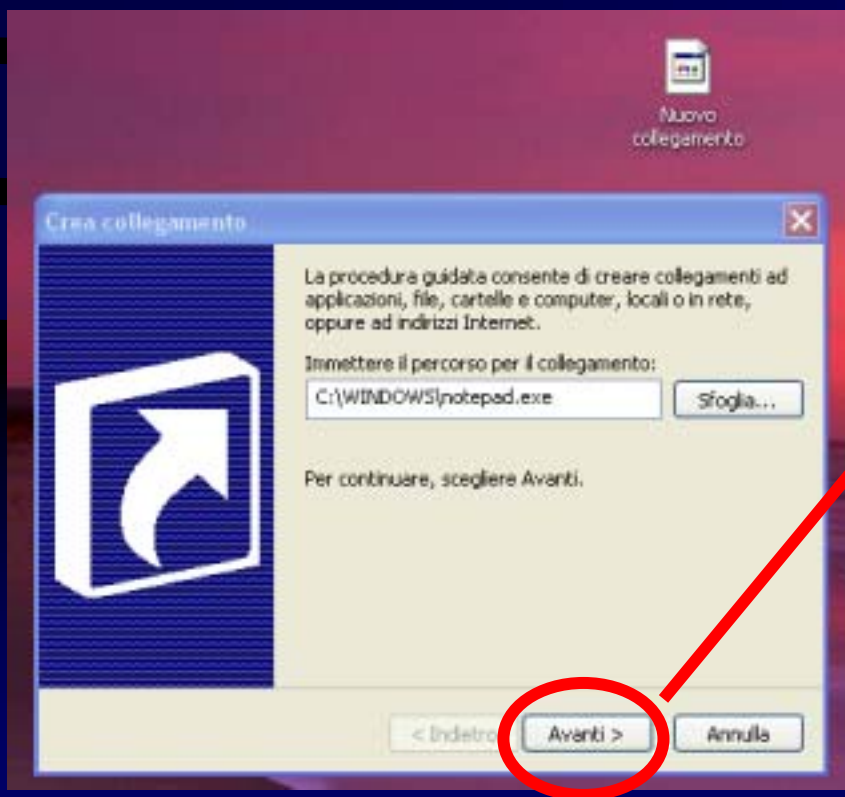 Nuovo
collegamento
Crea collegamento
La procedura guidata consente di creare collegamenti ad
applicazioni, file, cartelle e computer, locali o in rete,
oppure ad indirizzi Internet.
Immettere il percorso per il collegamento:
C:\WINDOWS\notepad.exe
Sfoglia...
Per continuare, scegliere Avanti.
< Indietro
Avanti >
Annulla